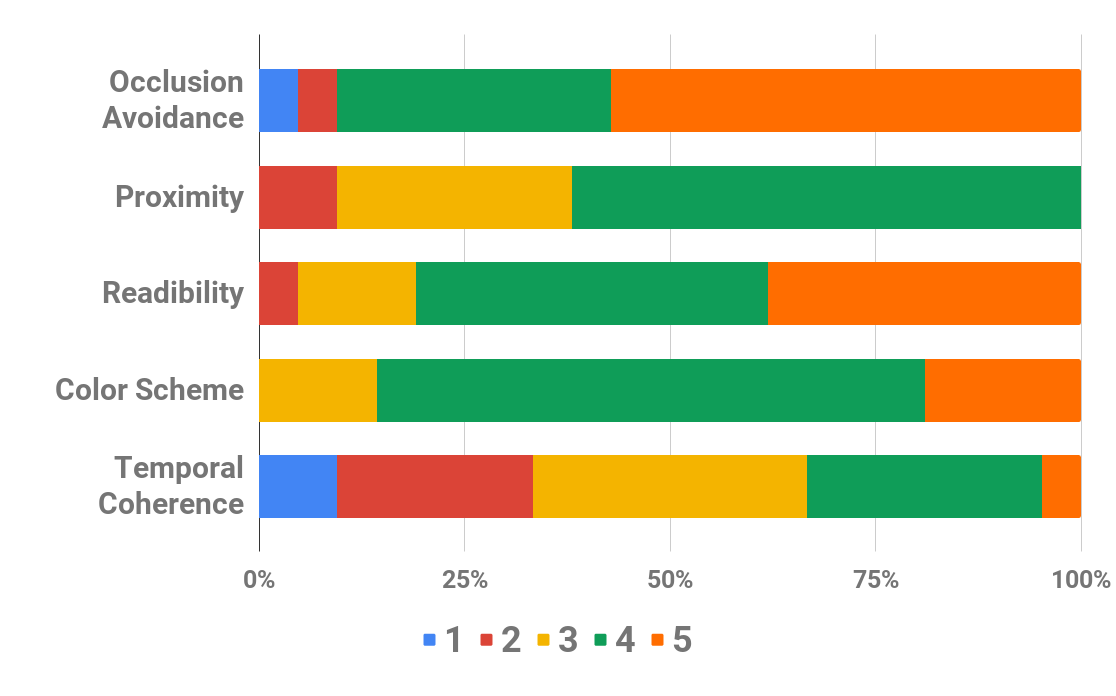 Occlusion
Avoidance
Proximity
Readibility
Color Scheme
Temporal
Coherence
0% 25% 50% 75% 100%
1 2 3 4 5